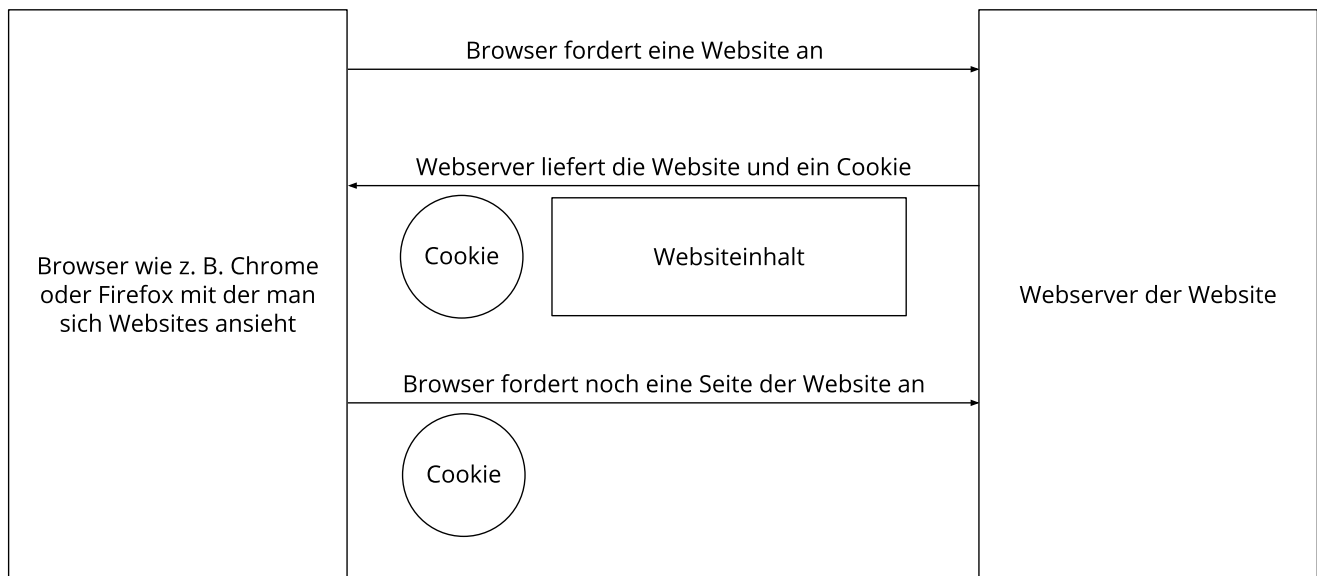 Browser fordert eine Website an
Webserver liefert die Website und ein Cookie
Cookie
Websiteinhalt
Browser wie z. B. Chrome
oder Firefox mit der man
sich Websites ansieht
Webserver der Website
Browser fordert noch eine Seite der Website an
Cookie